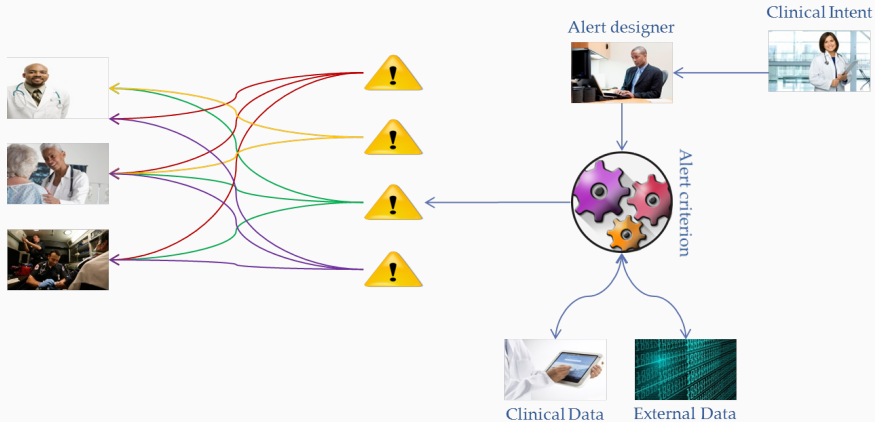 Clinical Intent
Alert designer
Alert criterion
Clinical Data
External Data